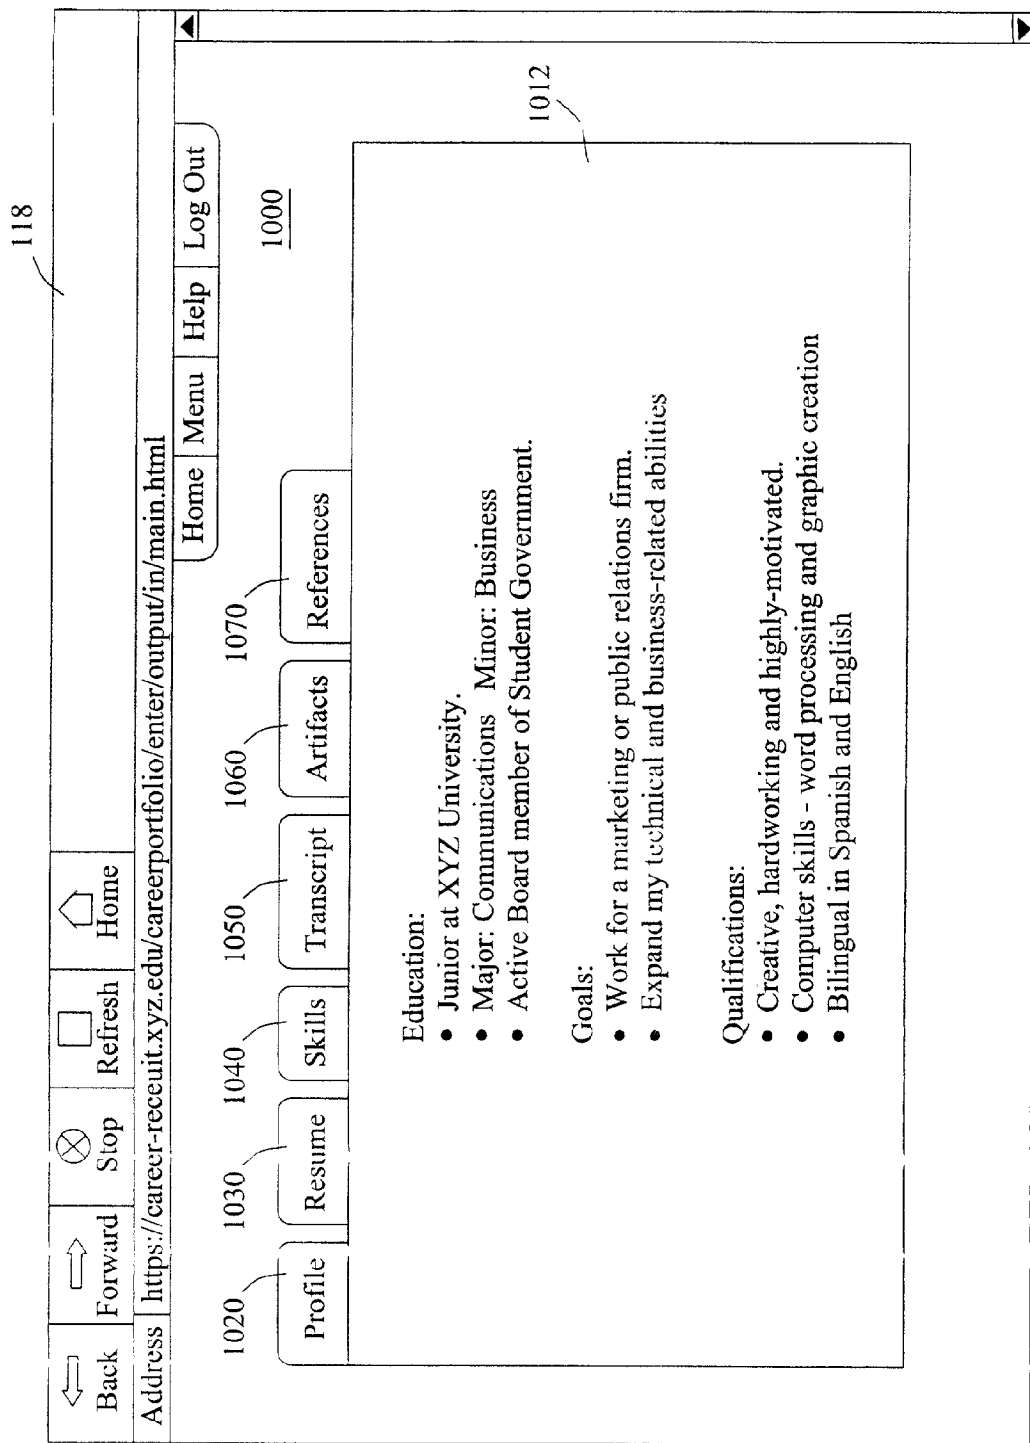 118
Back Forward Stop Refresh Home
Address https://career-receuit.xyz.edu/careerportfolio/enter/output/in/main.html
Home Menu Help Log Out
1000
1020 1030 1040 1050 1060 1070
Profile Resume Skills Transcript Artifacts References
1012
Education:
• Junior at XYZ University.
• Major: Communications Minor: Business
• Active Board member of Student Government.
Goals:
• Work for a marketing or public relations firm.
• Expand my technical and business-related abilities
Qualifications:
• Creative, hardworking and highly-motivated.
• Computer skills - word processing and graphic creation
• Bilingual in Spanish and English